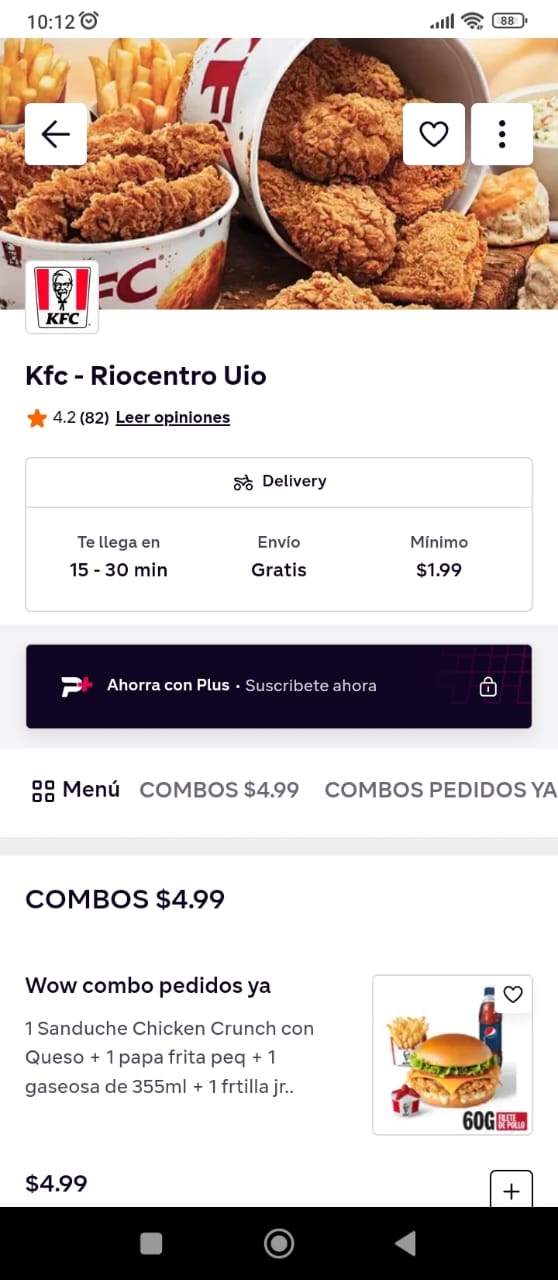 10:12
88
KFC
FC
KFC
Kfc - Riocentro Uio
4.2 (82) Leer opiniones
Delivery
Te llega en Envío Mínimo
15 - 30 min Gratis $1.99
P+ Ahorra con Plus · Suscribete ahora
Menú COMBOS $4.99 COMBOS PEDIDOS YA
COMBOS $4.99
Wow combo pedidos ya
1 Sanduche Chicken Crunch con
Queso + 1 papa frita peq + 1
gaseosa de 355ml + 1 frtilla jr..
60G FILETE
DE POLLO
$4.99
+